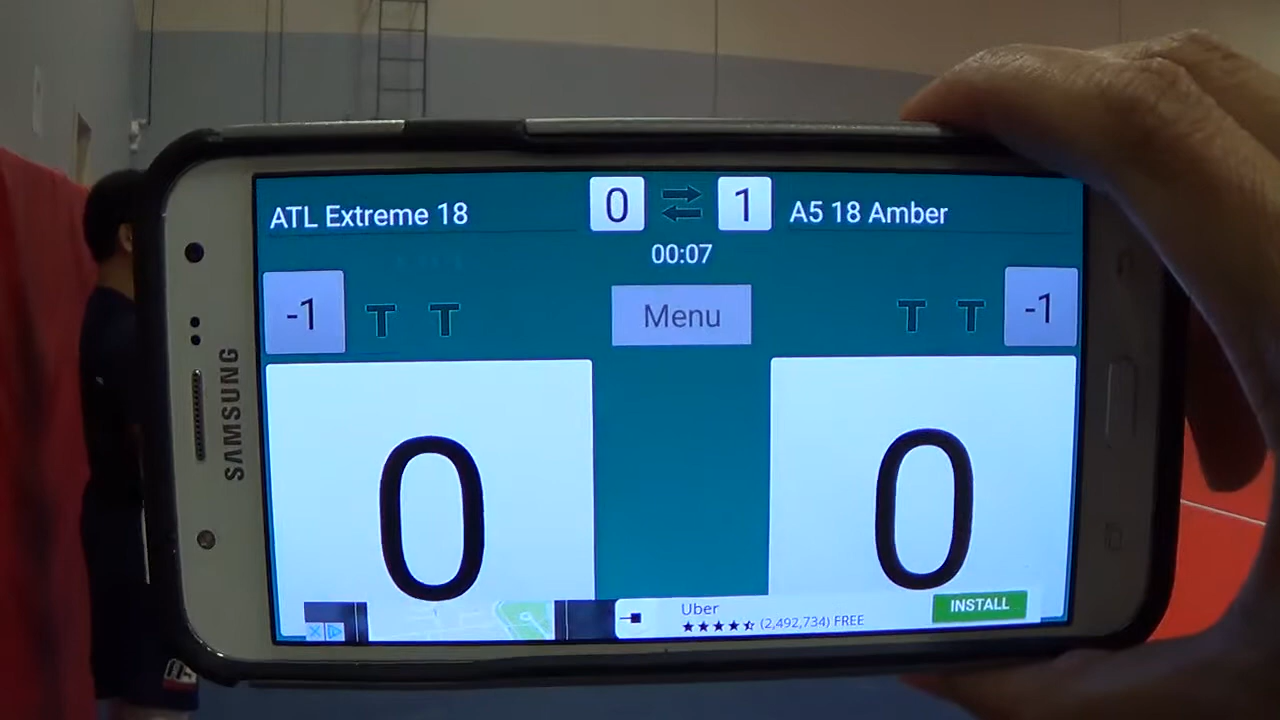 ATL Extreme 18
0
1
A5 18 Amber
00:07
-1
T T
Menu
T T
-1
SAMSUNG
0
0
Uber
(2,492,734) FREE
INSTALL